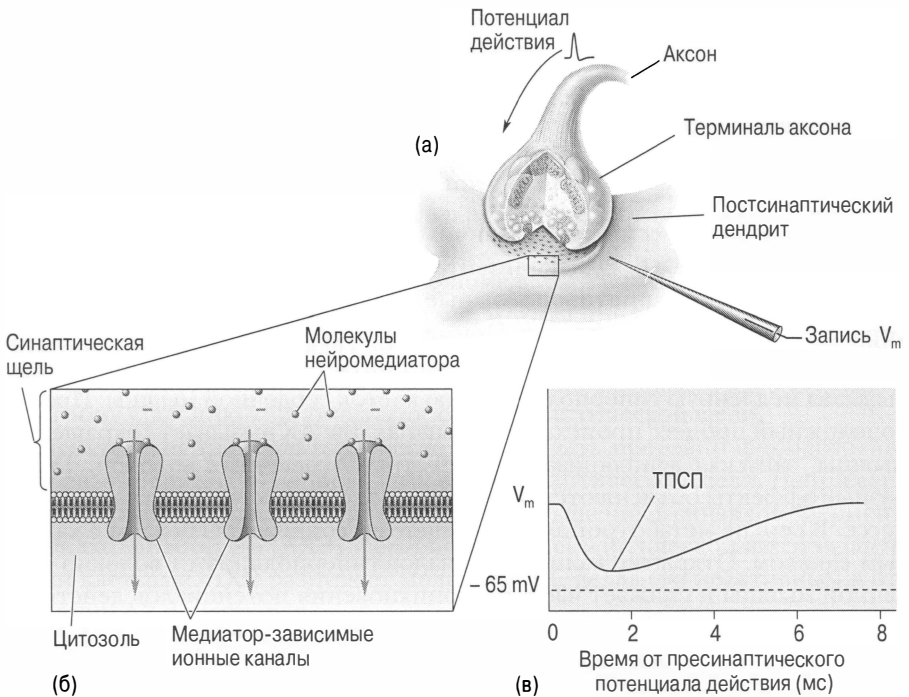 Потенциал
действия
Аксон
(а)
Терминаль аксона
Постсинаптический
дендрит
Запись Vm
Синаптическая
щель
Молекулы
нейромедиатора
Цитозоль
Медиатор-зависимые
ионные каналы
(б)
Vm
ТПСП
– 65 mV
0 2 4 6 8
Время от пресинаптического
потенциала действия (мс)
(в)